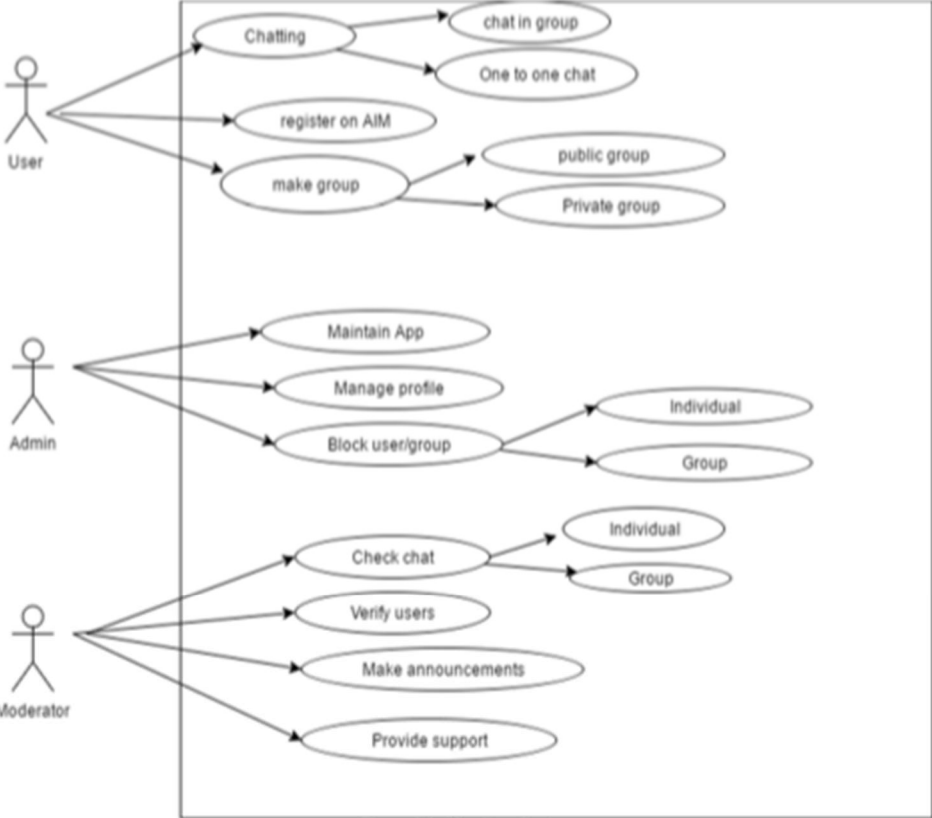 Chatting
chat in group
One to one chat
register on AIM
User
make group
public group
Private group
Maintain App
Manage profile
Admin
Block user/group
Individual
Group
Check chat
Individual
Group
Verify users
Make announcements
Moderator
Provide support